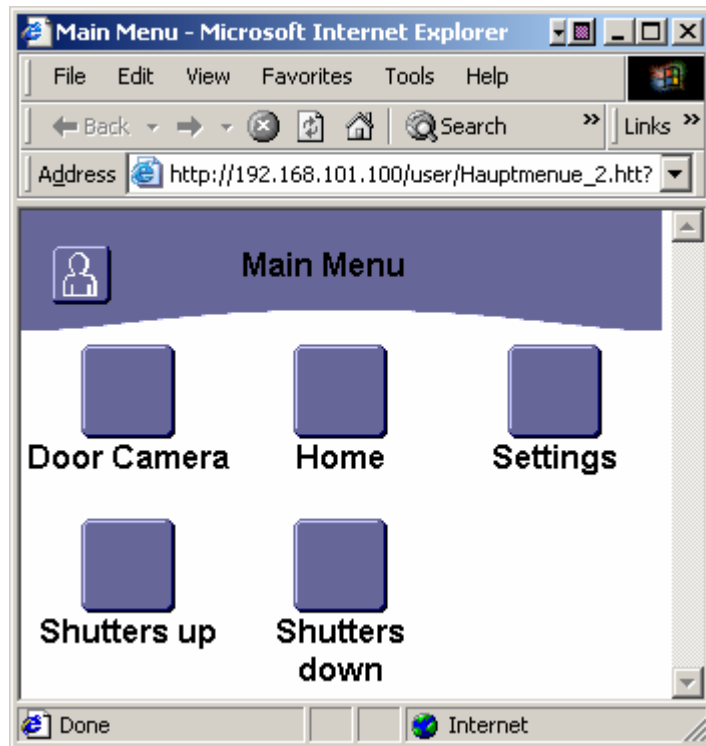 Main Menu - Microsoft Internet Explorer
File Edit View Favorites Tools Help
Back Search » Links »
Address http://192.168.101.100/user/Hauptmenue_2.htt?
Main Menu
Door Camera Home Settings
Shutters up Shutters
down
Done Internet